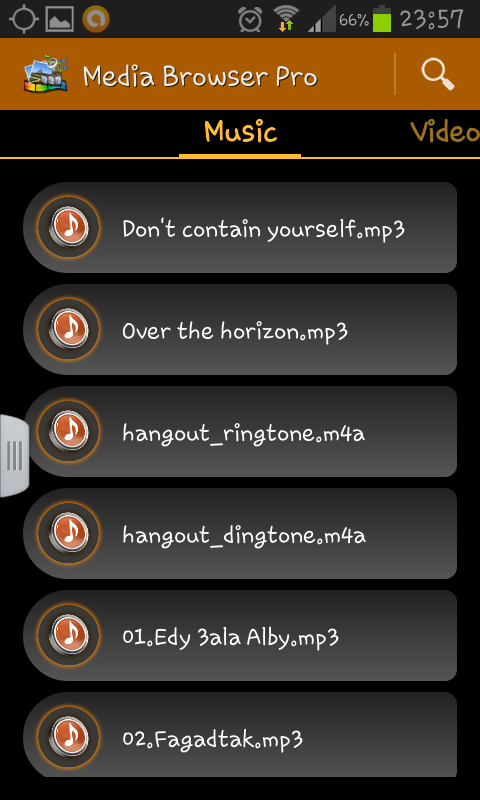 66% 23:57
Media Browser Pro
Music Video
Don't contain yourself.mp3
Over the horizon.mp3
hangout_ringtone.m4a
hangout_dingtone.m4a
01.Edy 3ala Alby.mp3
02.Fagadtak.mp3